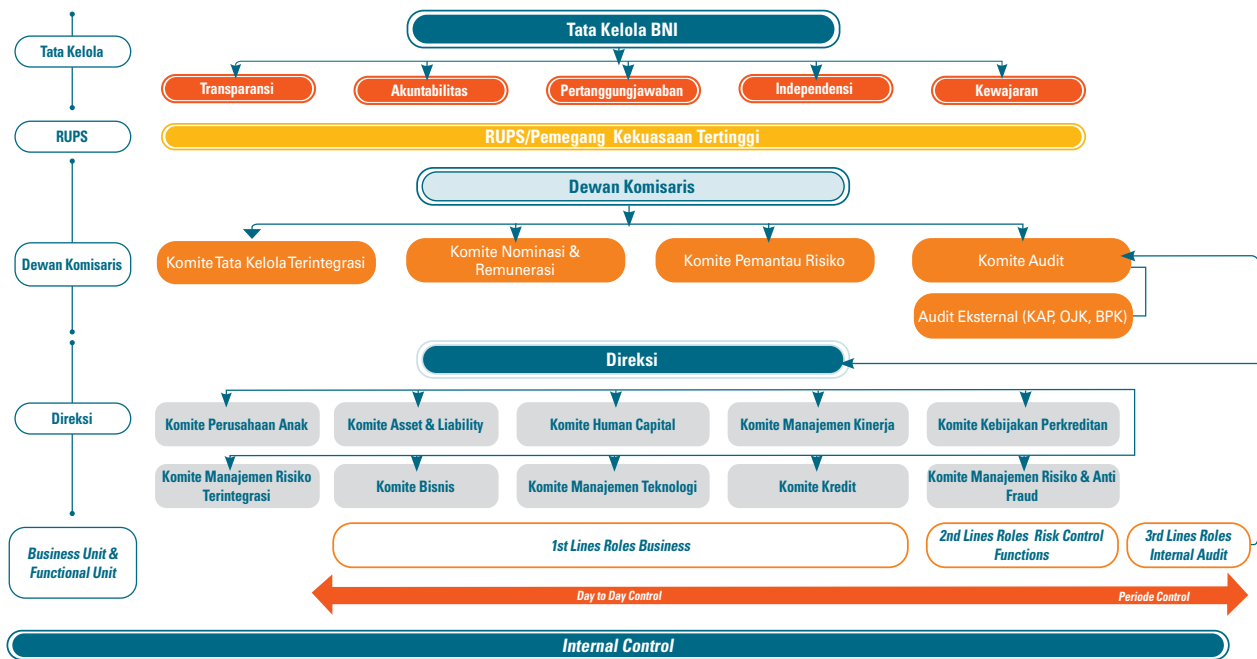 Tata Kelola BNI
Tata Kelola
Transparansi
Akuntabilitas
Pertanggungjawaban
Independensi
Kewajaran
RUPS
RUPS/Pemegang Kekuasaan Tertinggi
Dewan Komisaris
Dewan Komisaris
Komite Tata Kelola Terintegrasi
Komite Nominasi &
Remunerasi
Komite Pemantau Risiko
Komite Audit
Audit Eksternal (KAP, OJK, BPK)
Direksi
Direksi
Komite Perusahaan Anak
Komite Asset & Liability
Komite Human Capital
Komite Manajemen Kinerja
Komite Kebijakan Perkreditan
Komite Manajemen Risiko
Terintegrasi
Komite Bisnis
Komite Manajemen Teknologi
Komite Kredit
Komite Manajemen Risiko & Anti
Fraud
Business Unit &
Functional Unit
1st Lines Roles Business
2nd Lines Roles Risk Control
Functions
3rd Lines Roles
Internal Audit
Day to Day Control
Periode Control
Internal Control